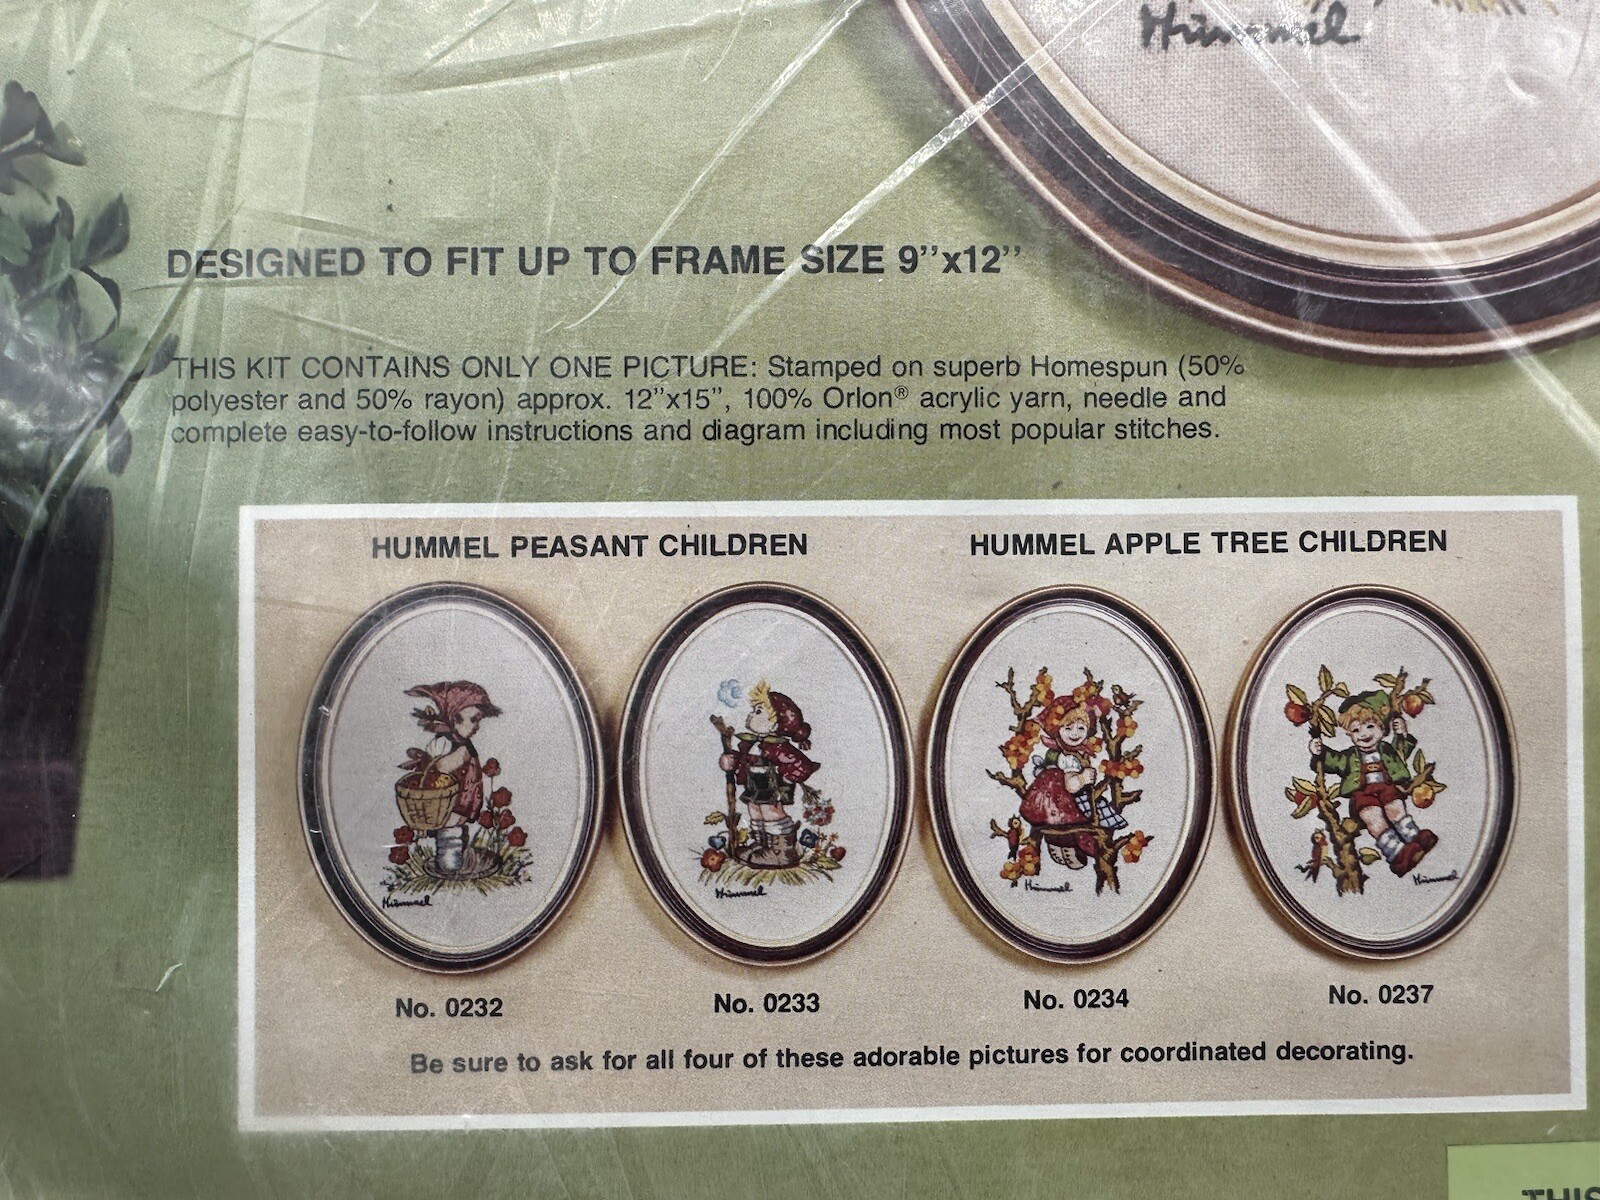 Hummel
DESIGNED TO FIT UP TO FRAME SIZE 9"x12"
THIS KIT CONTAINS ONLY ONE PICTURE: Stamped on superb Homespun (50%
polyester and 50% rayon) approx. 12"x15", 100% Orlon® acrylic yarn, needle and
complete easy-to-follow instructions and diagram including most popular stitches.
HUMMEL PEASANT CHILDREN
HUMMEL APPLE TREE CHILDREN
Hummel
Hummel
Hummel
Hummel
No. 0232
No. 0233
No. 0234
No. 0237
Be sure to ask for all four of these adorable pictures for coordinated decorating.